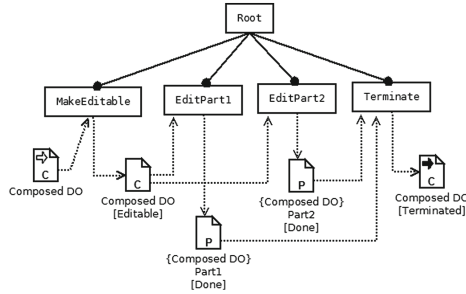 Root
MakeEditable
EditPart1
EditPart2
Terminate
C
Composed DO
C
Composed DO
[Editable]
P
{Composed DO}
Part2
[Done]
C
Composed DO
[Terminated]
P
{Composed DO}
Part1
[Done]